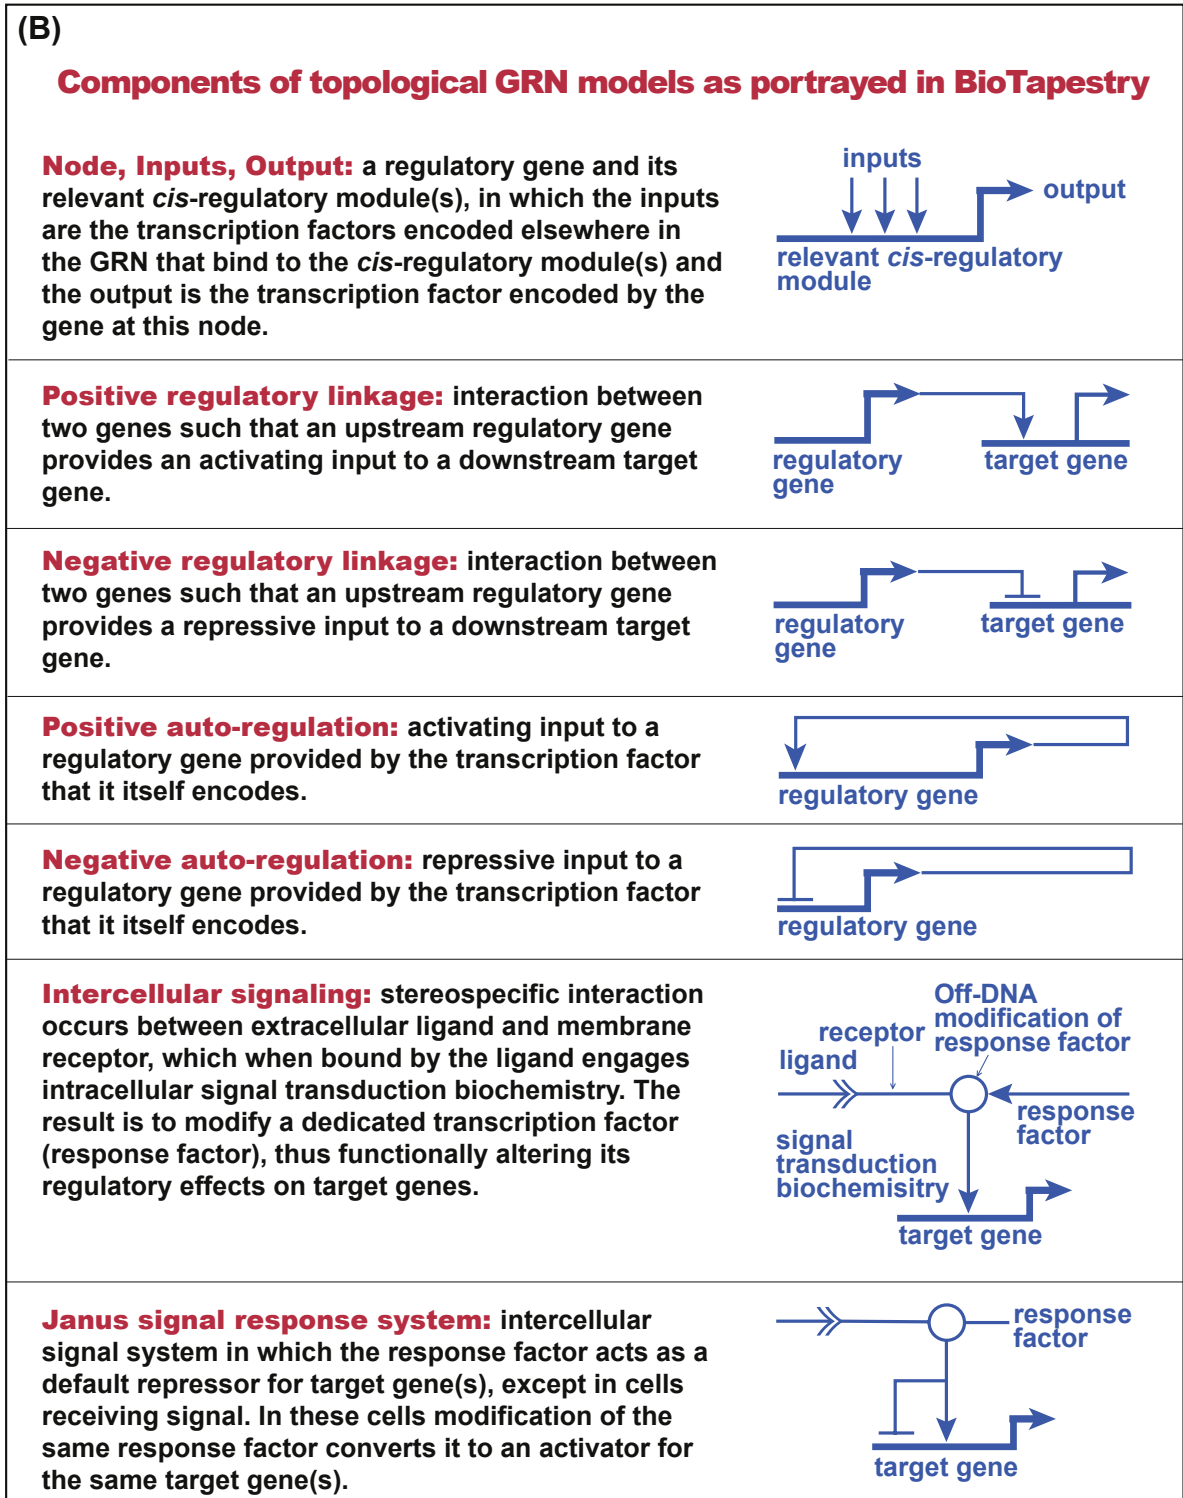 (B)
Components of topological GRN models as portrayed in BioTapestry
Node, Inputs, Output: a regulatory gene and its
relevant cis-regulatory module(s), in which the inputs
are the transcription factors encoded elsewhere in
the GRN that bind to the cis-regulatory module(s) and
the output is the transcription factor encoded by the
gene at this node.
inputs
output
relevant cis-regulatory
module
Positive regulatory linkage: interaction between
two genes such that an upstream regulatory gene
provides an activating input to a downstream target
gene.
regulatory
gene
target gene
Negative regulatory linkage: interaction between
two genes such that an upstream regulatory gene
provides a repressive input to a downstream target
gene.
regulatory
gene
target gene
Positive auto-regulation: activating input to a
regulatory gene provided by the transcription factor
that it itself encodes.
regulatory gene
Negative auto-regulation: repressive input to a
regulatory gene provided by the transcription factor
that it itself encodes.
regulatory gene
Intercellular signaling: stereospecific interaction
occurs between extracellular ligand and membrane
receptor, which when bound by the ligand engages
intracellular signal transduction biochemistry. The
result is to modify a dedicated transcription factor
(response factor), thus functionally altering its
regulatory effects on target genes.
Off-DNA
modification of
response factor
receptor
ligand
response
factor
signal
transduction
biochemisitry
target gene
Janus signal response system: intercellular
signal system in which the response factor acts as a
default repressor for target gene(s), except in cells
receiving signal. In these cells modification of the
same response factor converts it to an activator for
the same target gene(s).
response
factor
target gene